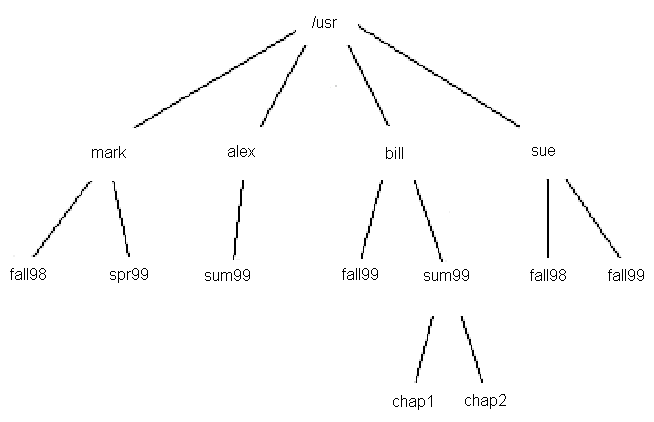 /usr
mark alex bill sue
fall98 spr99 sum99 fall99 sum99 fall98 fall99
chap1 chap2